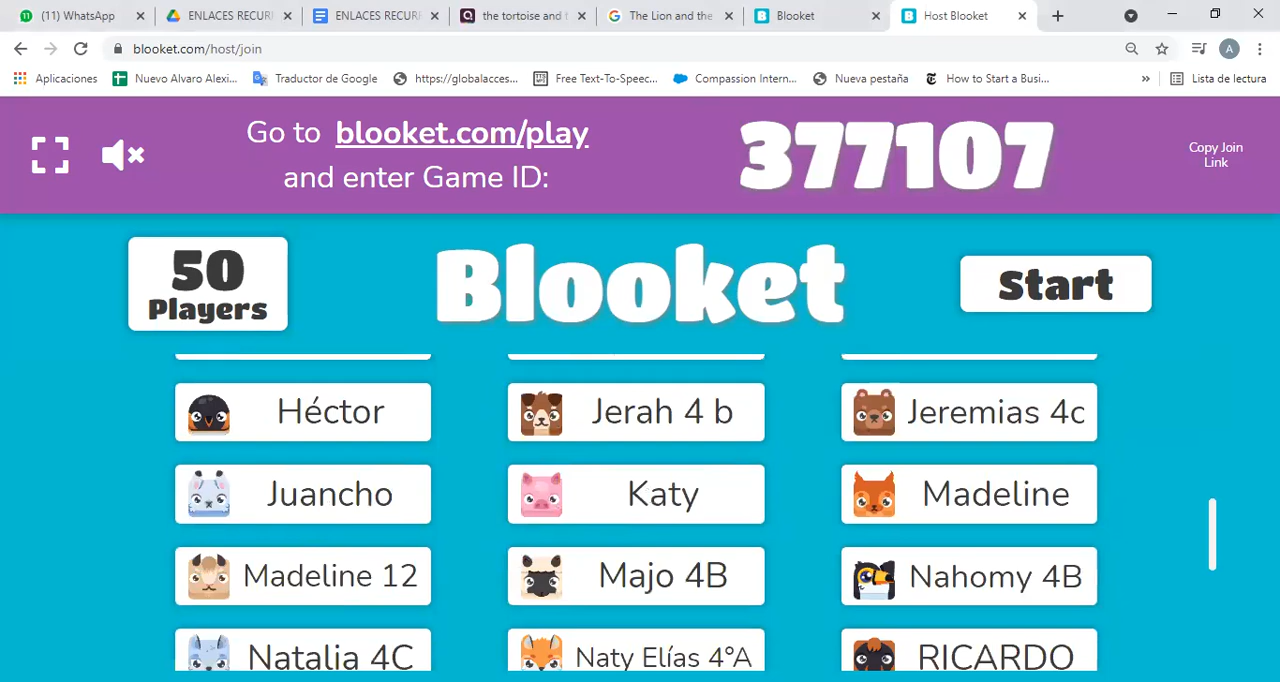 (11) WhatsApp
ENLACES RECUR
ENLACES RECUR
the tortoise and t
The Lion and the
Blooket
Host Blooket
blooket.com/host/join
A
Aplicaciones
Nuevo Alvaro Alexi...
Traductor de Google
https://globalacces...
Free Text-To-Speec...
Compassion Intern...
Nueva pestaña
How to Start a Busi...
»
Lista de lectura
Go to blooket.com/play
and enter Game ID:
377107
Copy Join
Link
50
Players
Blooket
Start
Héctor
Jerah 4 b
Jeremias 4c
Juancho
Katy
Madeline
Madeline 12
Majo 4B
Nahomy 4B
Natalia 4C
Naty Elías 4°A
RICARDO